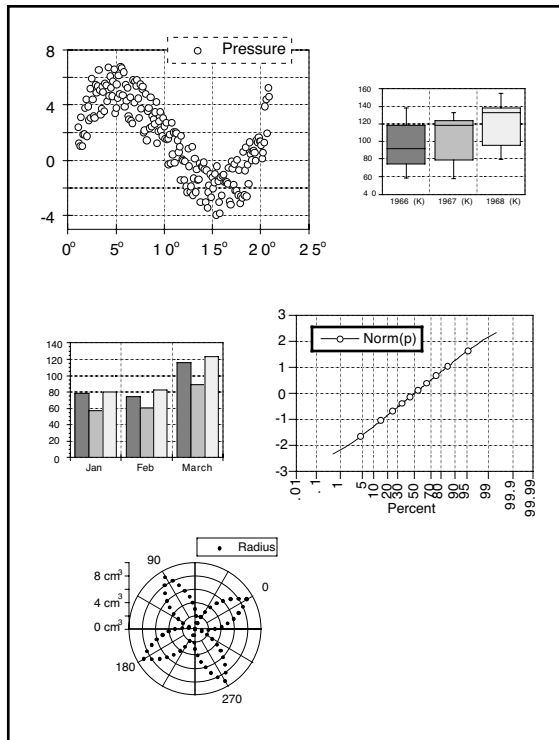 Pressure
8
4
0
-4
0° 5° 10° 15° 20° 25°
160
140
120
100
80
60
40
1966 (K) 1967 (K) 1968 (K)
140
120
100
80
60
40
20
0
Jan Feb March
3
2
1
0
-1
-2
-3
Norm(p)
.01 .1 1 5 10 20 30 50 70 80 90 95 99 99.9 99.99
Percent
Radius
90
8 cm³
4 cm³
0 cm³
0
180
270